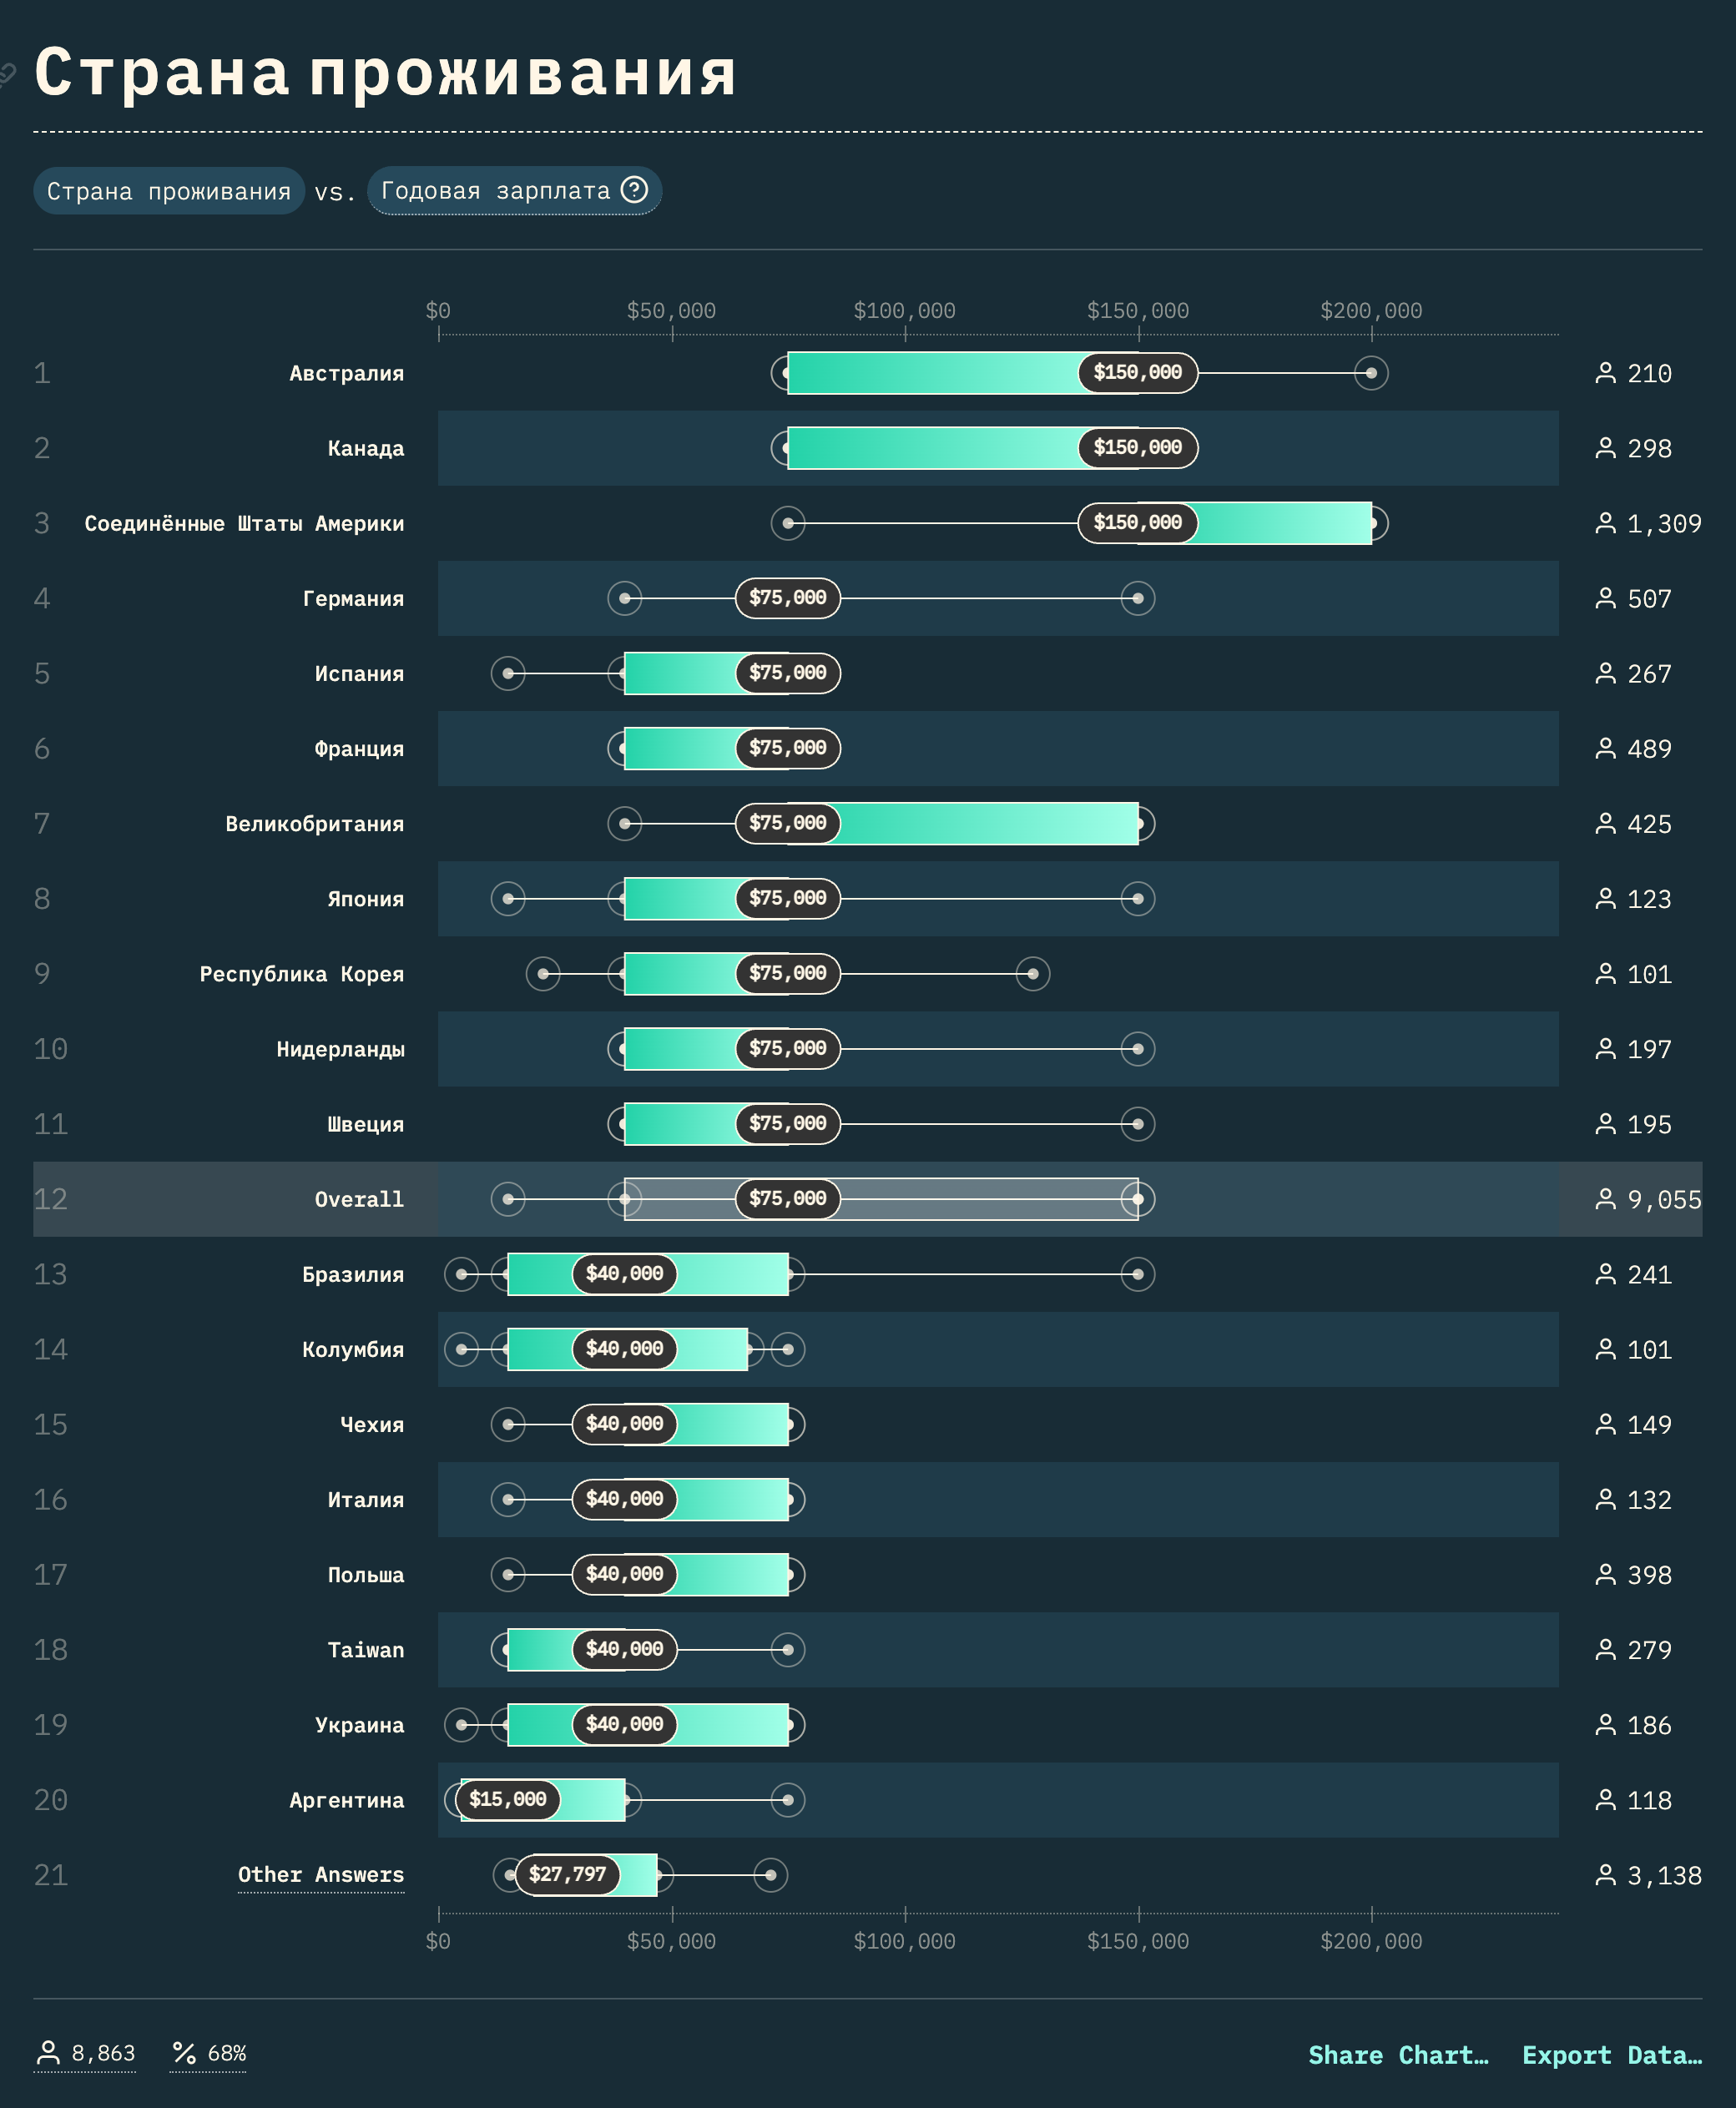 Страна проживания
Страна проживания vs. Годовая зарплата ?
$0 $50,000 $100,000 $150,000 $200,000
1 Австралия $150,000 210
2 Канада $150,000 298
3 Соединённые Штаты Америки $150,000 1,309
4 Германия $75,000 507
5 Испания $75,000 267
6 Франция $75,000 489
7 Великобритания $75,000 425
8 Япония $75,000 123
9 Республика Корея $75,000 101
10 Нидерланды $75,000 197
11 Швеция $75,000 195
12 Overall $75,000 9,055
13 Бразилия $40,000 241
14 Колумбия $40,000 101
15 Чехия $40,000 149
16 Италия $40,000 132
17 Польша $40,000 398
18 Taiwan $40,000 279
19 Украина $40,000 186
20 Аргентина $15,000 118
21 Other Answers $27,797 3,138
$0 $50,000 $100,000 $150,000 $200,000
8,863 % 68% Share Chart… Export Data…